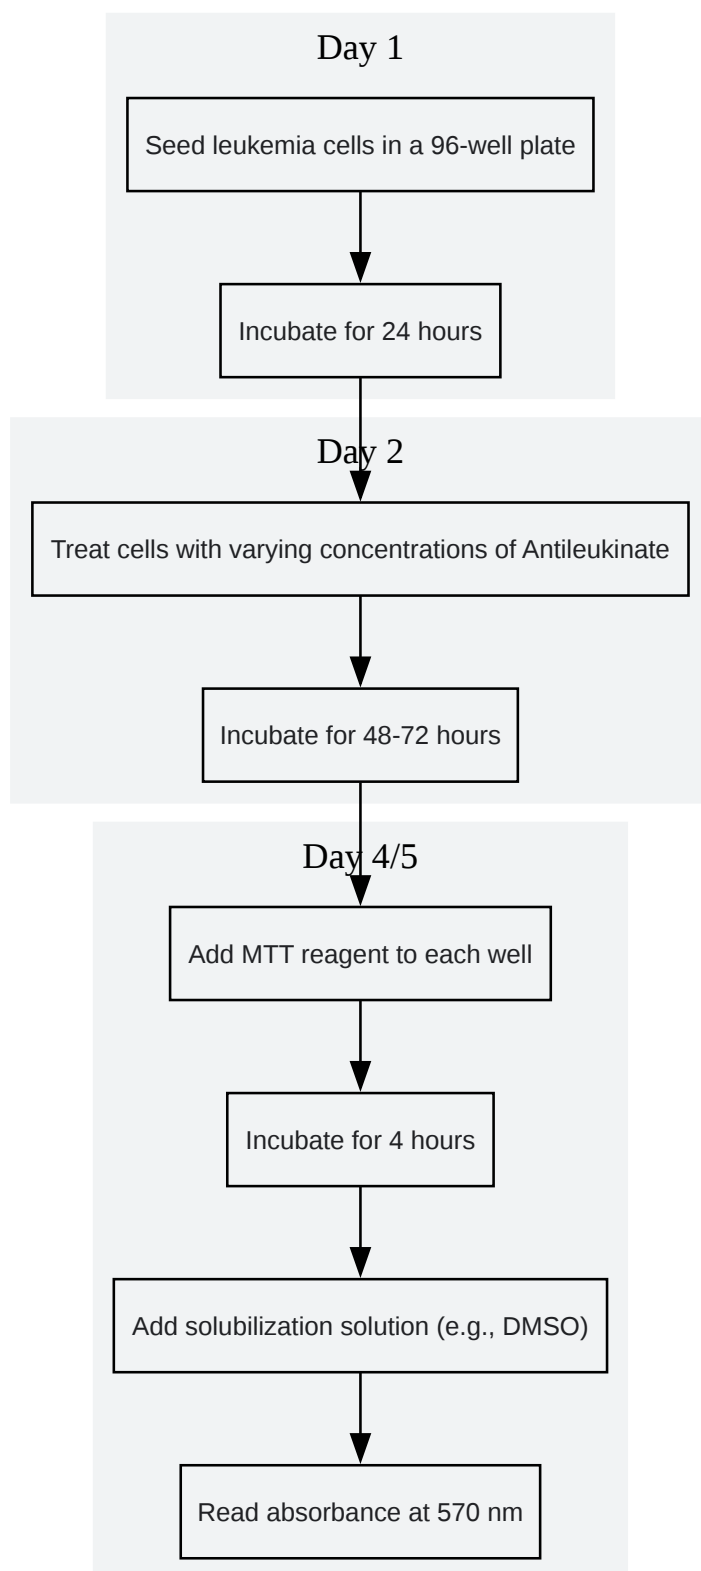 Day 1
Seed leukemia cells in a 96-well plate
Incubate for 24 hours
Day 2
Treat cells with varying concentrations of Antileukinate
Incubate for 48-72 hours
Day 4/5
Add MTT reagent to each well
Incubate for 4 hours
Add solubilization solution (e.g., DMSO)
Read absorbance at 570 nm